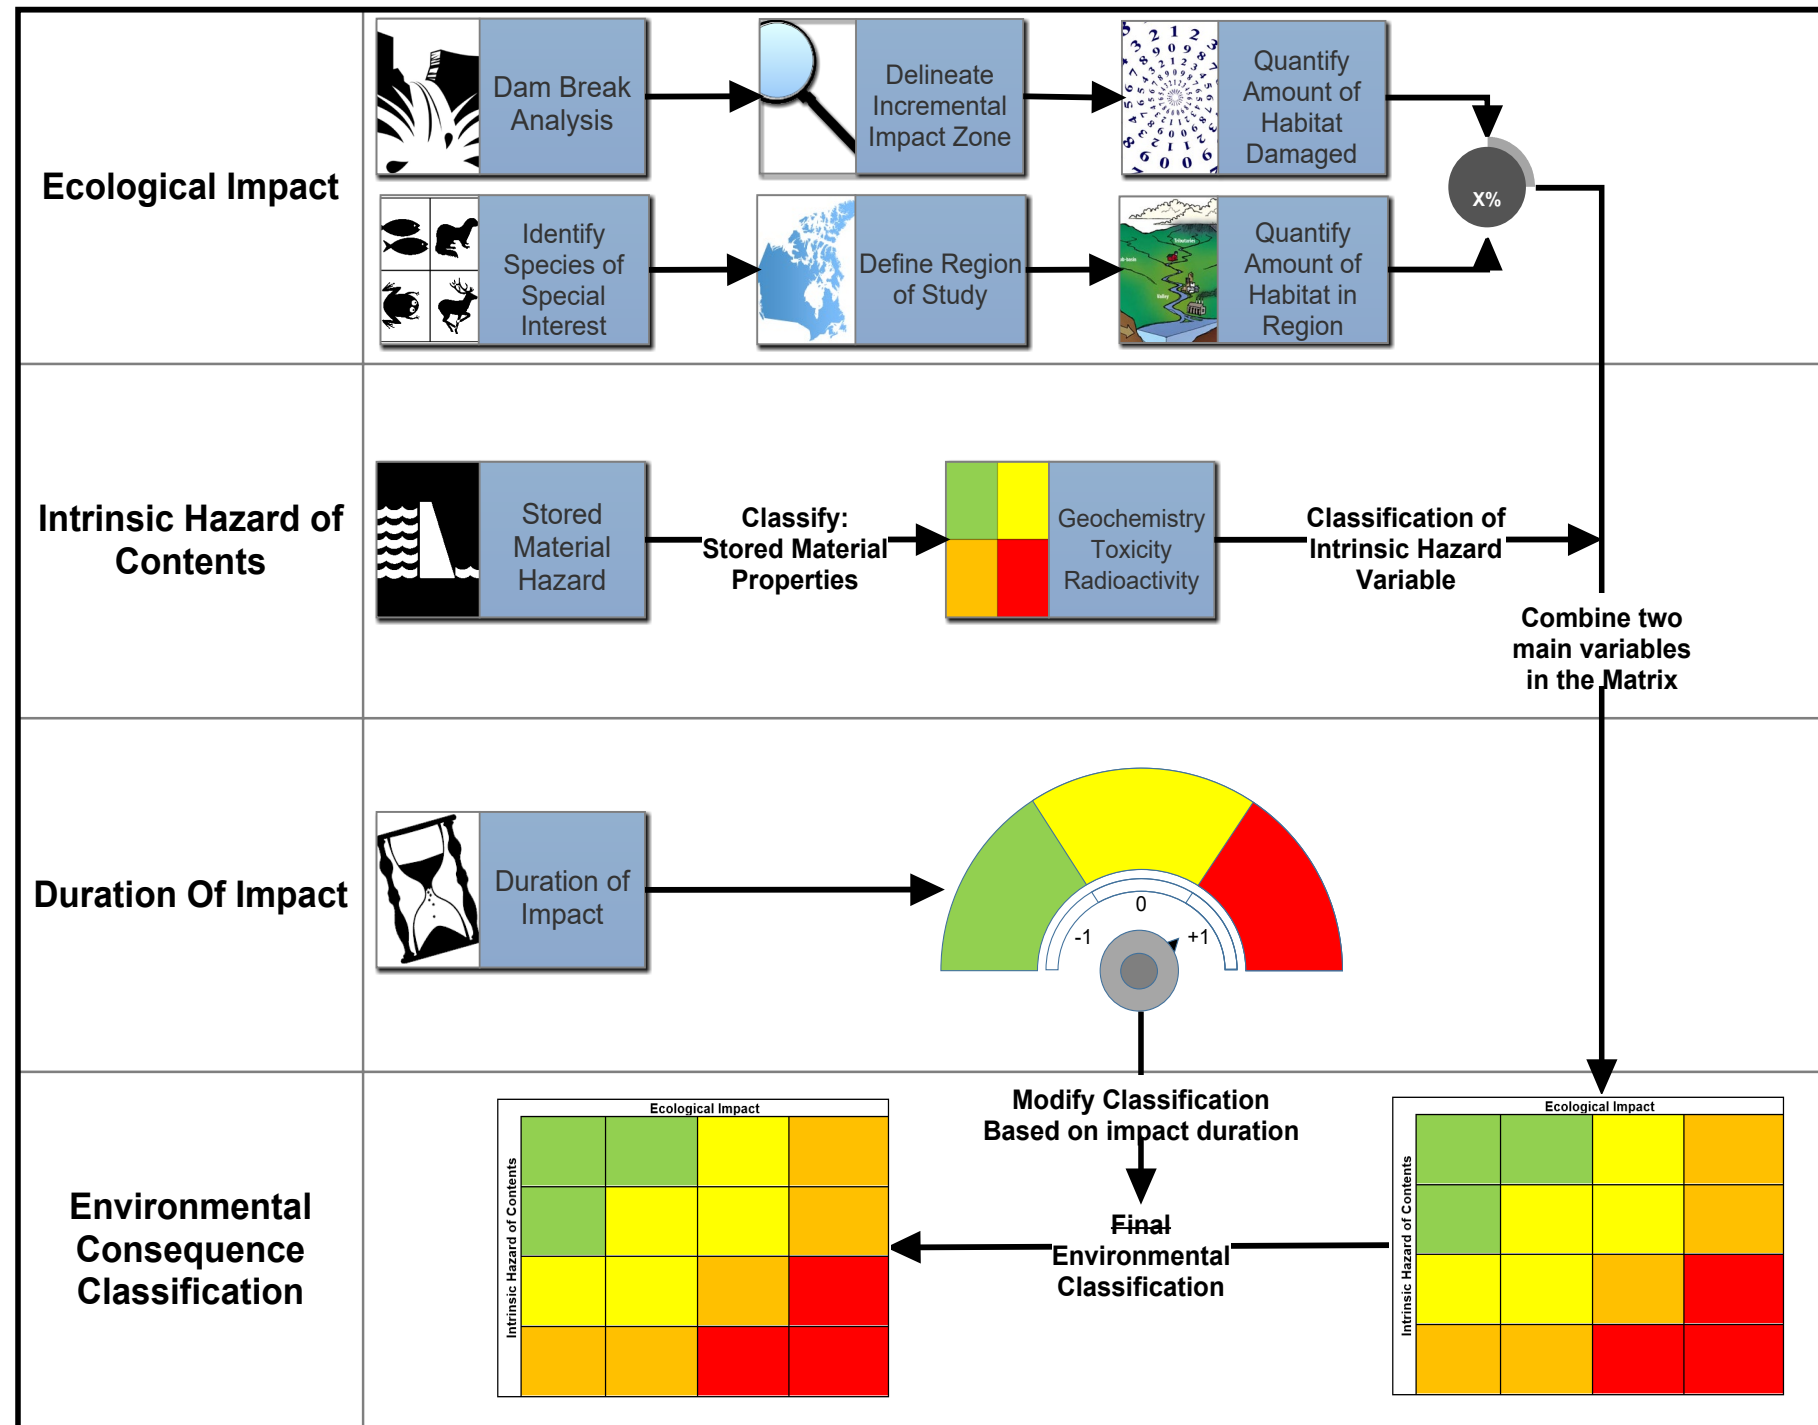 Ecological Impact
Dam Break
Analysis
Delineate
Incremental
Impact Zone
Quantify
Amount of
Habitat
Damaged
X%
Identify
Species of
Special
Interest
Define Region
of Study
Tributaries
Valley
Quantify
Amount of
Habitat in
Region
Intrinsic Hazard of
Contents
Stored
Material
Hazard
Classify:
Stored Material
Properties
Geochemistry
Toxicity
Radioactivity
Classification of
Intrinsic Hazard
Variable
Combine two
main variables
in the Matrix
Duration Of Impact
Duration of
Impact
-1
0
+1
Environmental
Consequence
Classification
Ecological Impact
Intrinsic Hazard of Contents
Modify Classification
Based on impact duration
Final
Environmental
Classification
Ecological Impact
Intrinsic Hazard of Contents